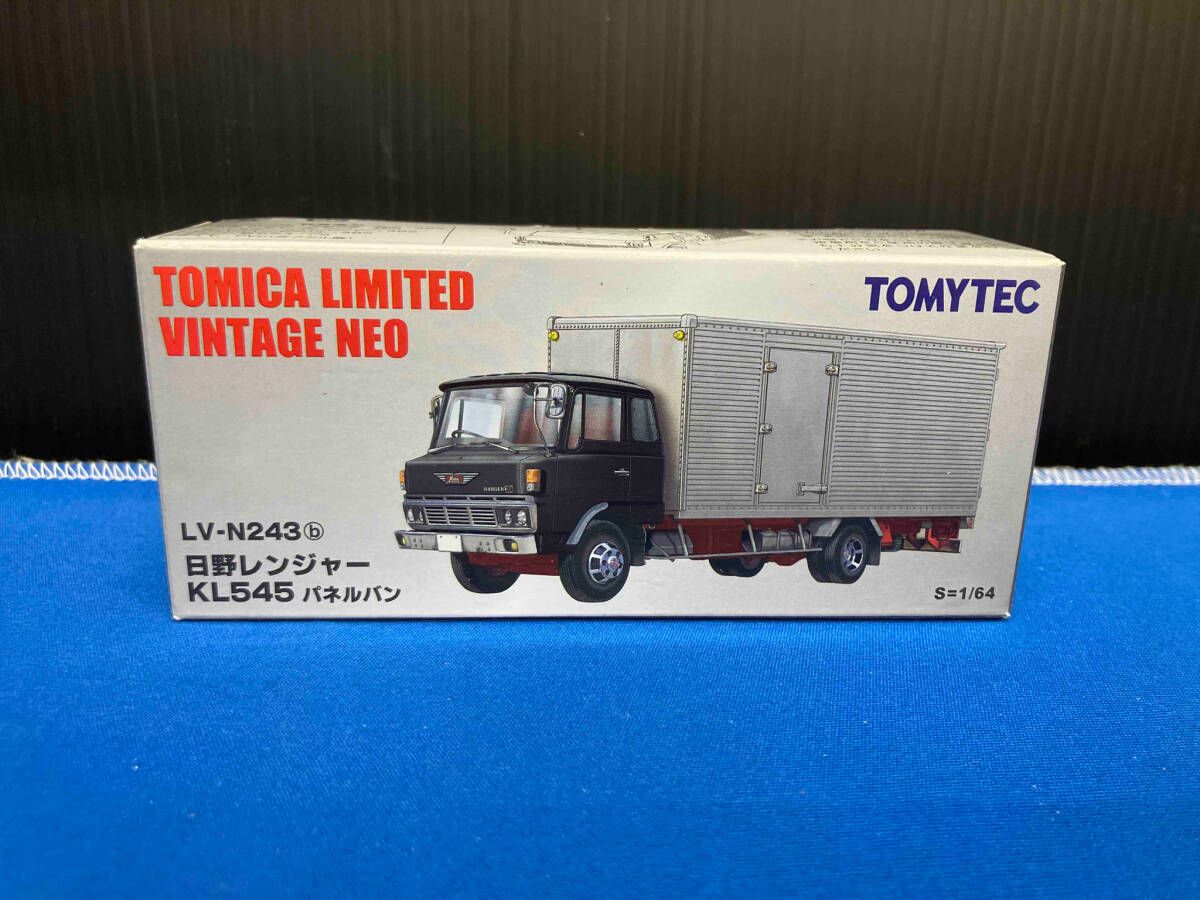 TOMICA LIMITED
VINTAGE NEO
TOMYTEC
RANGER
LV-N243ⓑ
日野レンジャー
KL545 パネルバン
S=1/64